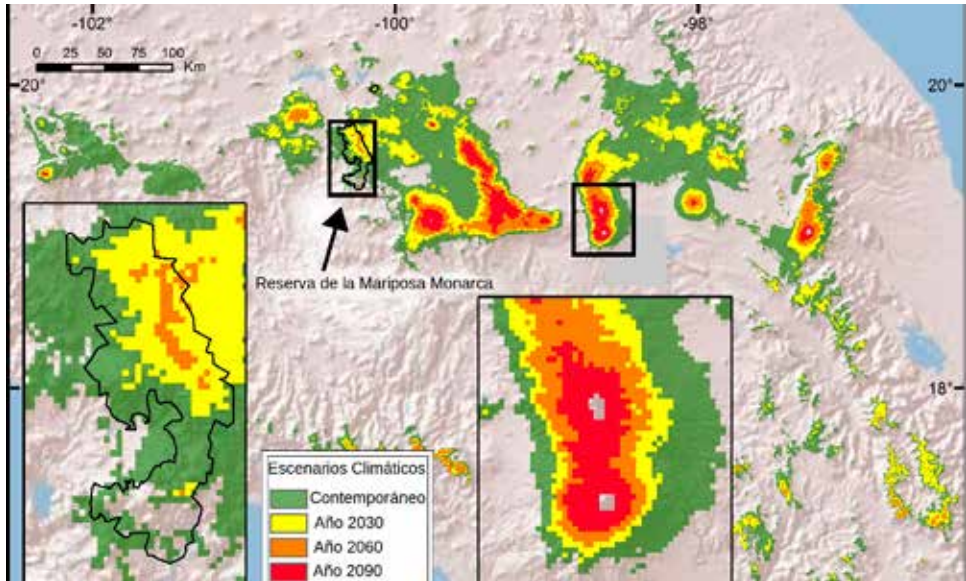 -102° -100° -98°
0 25 50 75 100
Km
20° 20°
Reserva de la Mariposa Monarca
18°
Escenarios Climáticos
Contemporáneo
Año 2030
Año 2060
Año 2090